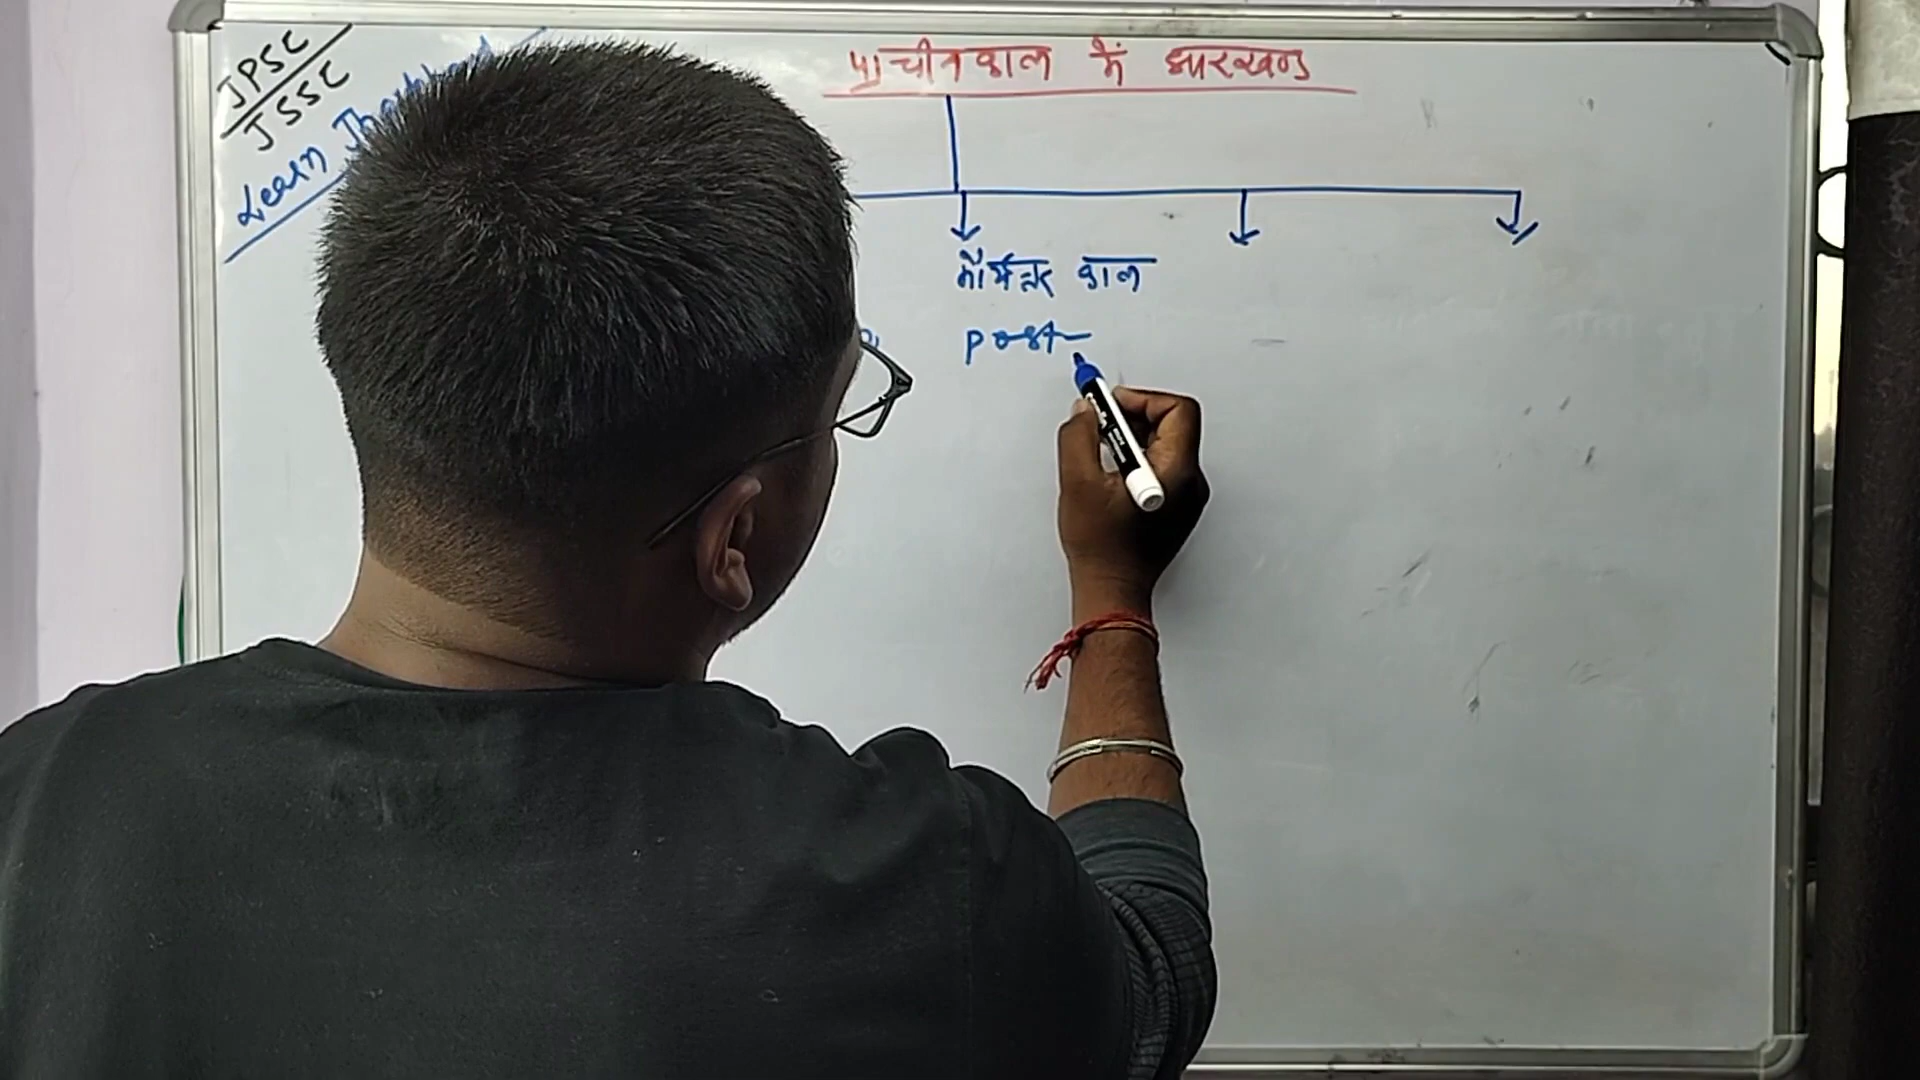 JPSC
JSSC
Learn
प्राचीनकाल में झारखण्ड
मौर्योत्तर काल
post-